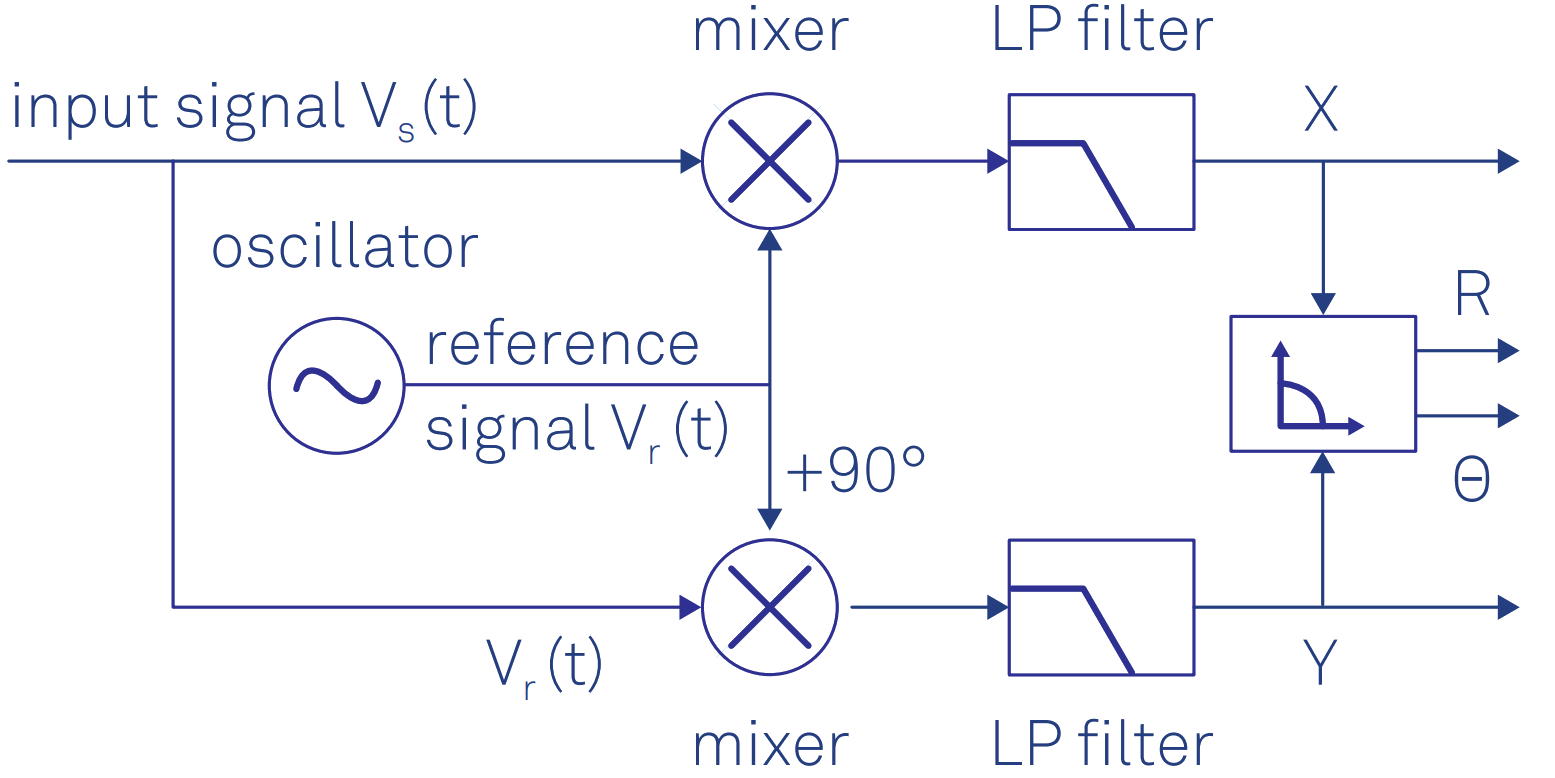 mixer
LP filter
input signal Vs(t)
X
oscillator
reference
signal Vr(t)
R
+90°
Θ
Vr(t)
Y
mixer
LP filter